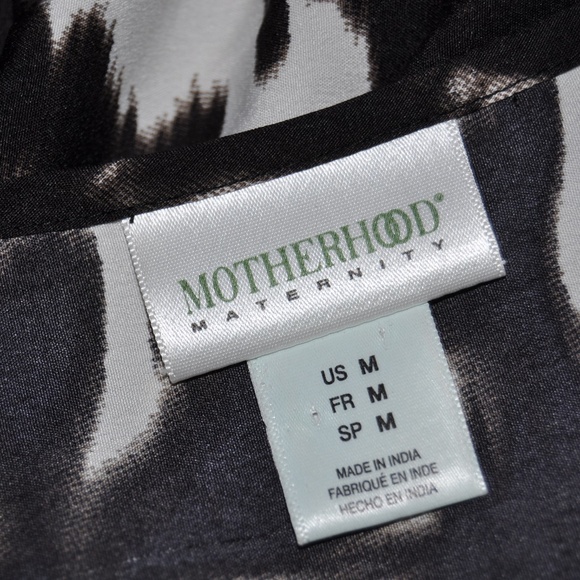 MOTHERHOOD®
MATERNITY
US M
FR M
SP M
MADE IN INDIA
FABRIQUÉ EN INDE
HECHO EN INDIA